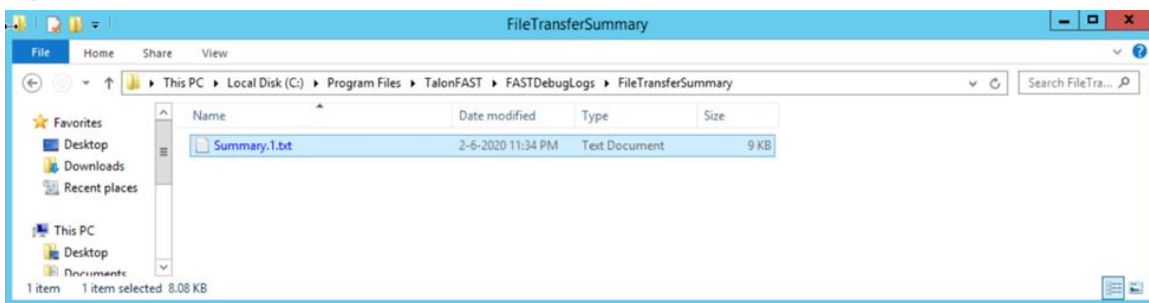 FileTransferSummary
File Home Share View
This PC Local Disk (C:) Program Files TalonFAST FASTDebugLogs FileTransferSummary Search FileTra...
Name Date modified Type Size
Favorites
Desktop Summary.1.txt 2-6-2020 11:34 PM Text Document 9 KB
Downloads
Recent places
This PC
Desktop
Documents
1 item 1 item selected 8.08 KB